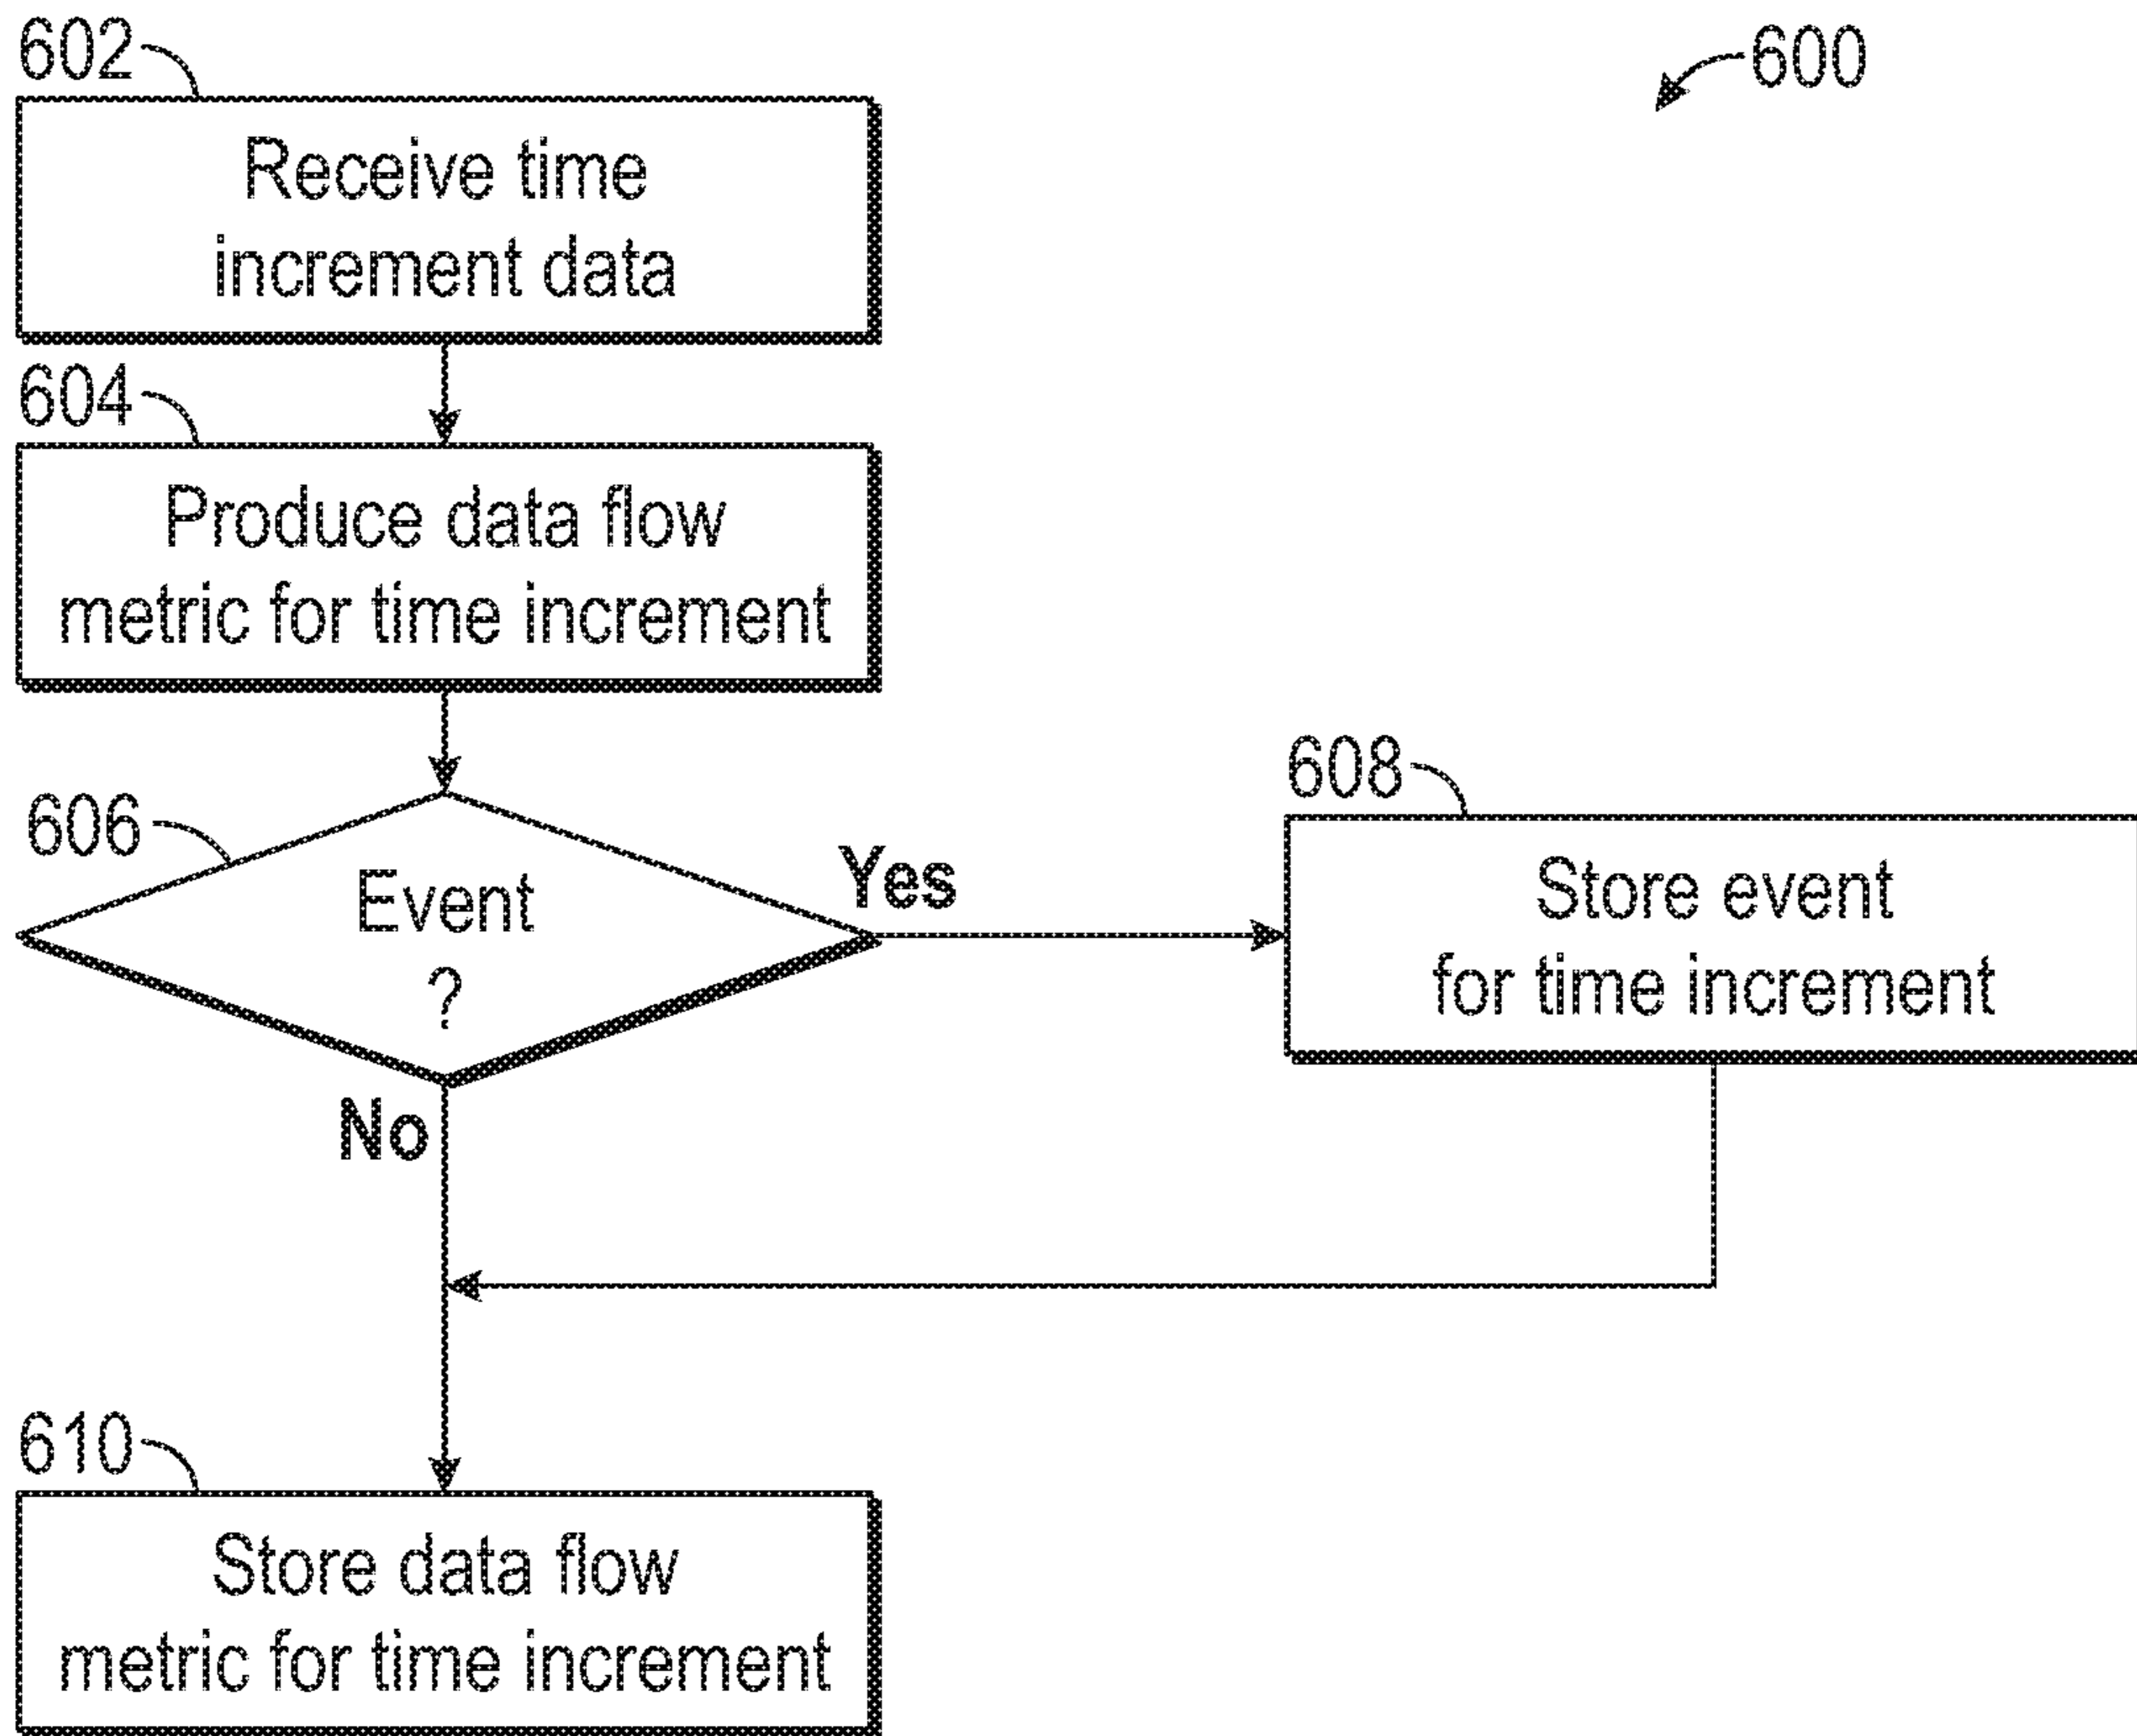 602
600
Receive time
increment data
604
Produce data flow
metric for time increment
606
Event
?
Yes
608
Store event
for time increment
No
610
Store data flow
metric for time increment